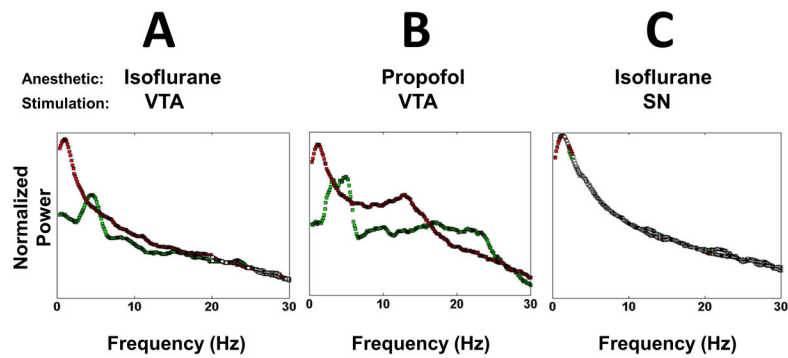 A B C
Anesthetic: Isoflurane Propofol Isoflurane
Stimulation: VTA VTA SN
Normalized
Power
0 10 20 30 0 10 20 30 0 10 20 30
Frequency (Hz) Frequency (Hz) Frequency (Hz)